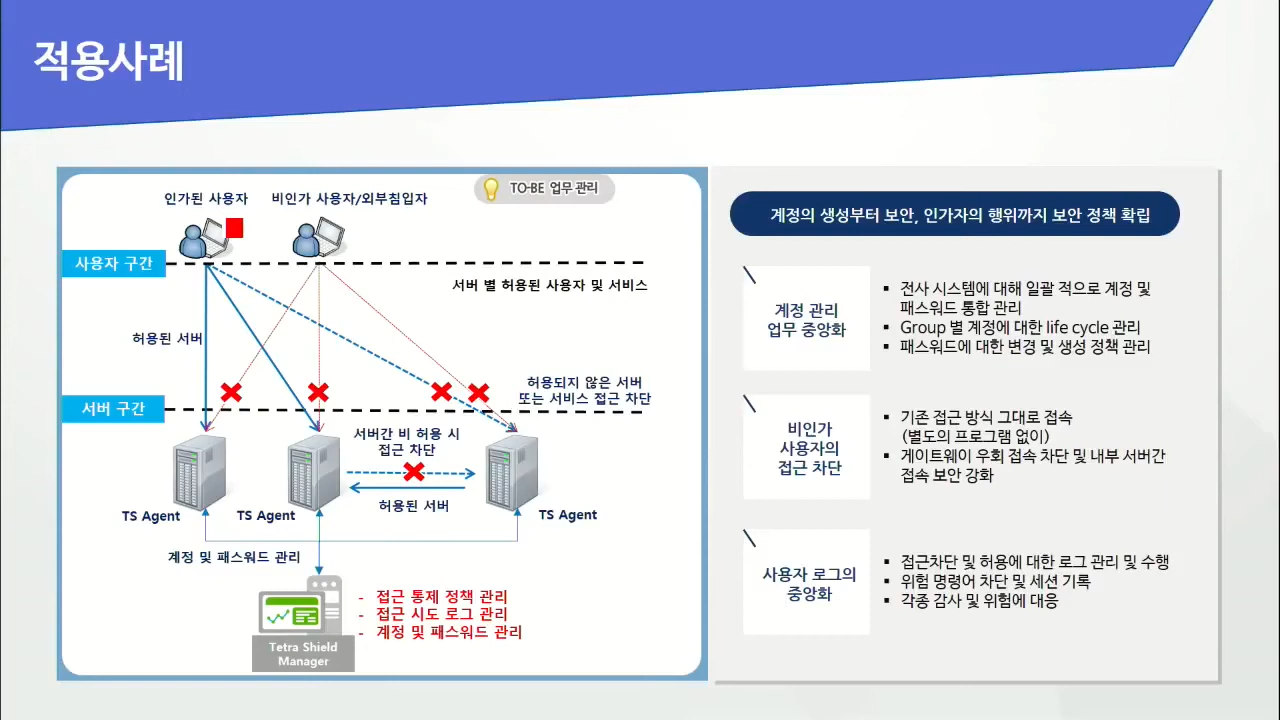 적용사례
인가된 사용자
비인가 사용자/외부침입자
TO-BE 업무 관리
사용자 구간
서버 별 허용된 사용자 및 서비스
허용된 서버
허용되지 않은 서버
또는 서비스 접근 차단
서버 구간
서버간 비 허용 시
접근 차단
허용된 서버
TS Agent
TS Agent
TS Agent
계정 및 패스워드 관리
- 접근 통제 정책 관리
- 접근 시도 로그 관리
- 계정 및 패스워드 관리
Tetra Shield
Manager
계정의 생성부터 보안, 인가자의 행위까지 보안 정책 확립
계정 관리
업무 중앙화
▪ 전사 시스템에 대해 일괄 적으로 계정 및
패스워드 통합 관리
▪ Group 별 계정에 대한 life cycle 관리
▪ 패스워드에 대한 변경 및 생성 정책 관리
비인가
사용자의
접근 차단
▪ 기존 접근 방식 그대로 접속
(별도의 프로그램 없이)
▪ 게이트웨이 우회 접속 차단 및 내부 서버간
접속 보안 강화
사용자 로그의
중앙화
▪ 접근차단 및 허용에 대한 로그 관리 및 수행
▪ 위험 명령어 차단 및 세션 기록
▪ 각종 감사 및 위험에 대응